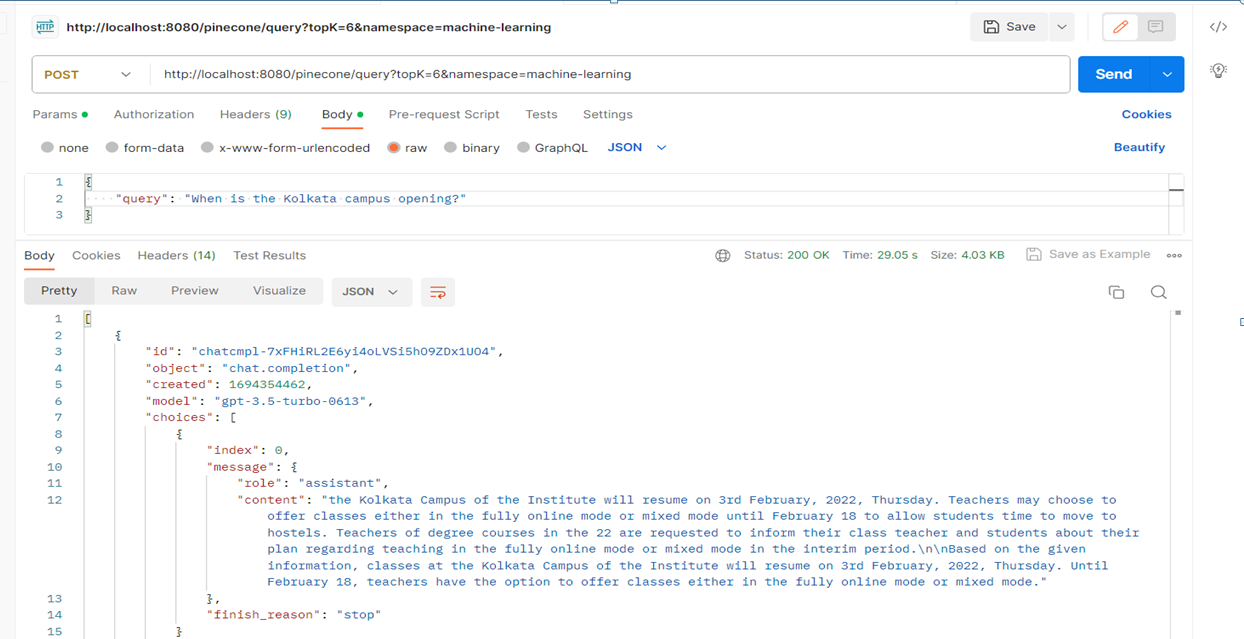 HTTP http://localhost:8080/pinecone/query?topK=6&namespace=machine-learning Save
POST http://localhost:8080/pinecone/query?topK=6&namespace=machine-learning Send
Params Authorization Headers (9) Body Pre-request Script Tests Settings Cookies
none form-data x-www-form-urlencoded raw binary GraphQL JSON Beautify
1 {
2 ····"query":·"When·is·the·Kolkata·campus·opening?"
3 }
Body Cookies Headers (14) Test Results Status: 200 OK Time: 29.05 s Size: 4.03 KB Save as Example
Pretty Raw Preview Visualize JSON
1 [
2 {
3 "id": "chatcmpl-7xFHiRL2E6yi4oLVSi5hO9ZDx1UO4",
4 "object": "chat.completion",
5 "created": 1694354462,
6 "model": "gpt-3.5-turbo-0613",
7 "choices": [
8 {
9 "index": 0,
10 "message": {
11 "role": "assistant",
12 "content": "the Kolkata Campus of the Institute will resume on 3rd February, 2022, Thursday. Teachers may choose to
offer classes either in the fully online mode or mixed mode until February 18 to allow students time to move to
hostels. Teachers of degree courses in the 22 are requested to inform their class teacher and students about their
plan regarding teaching in the fully online mode or mixed mode in the interim period.\n\nBased on the given
information, classes at the Kolkata Campus of the Institute will resume on 3rd February, 2022, Thursday. Until
February 18, teachers have the option to offer classes either in the fully online mode or mixed mode."
13 },
14 "finish_reason": "stop"
15 }